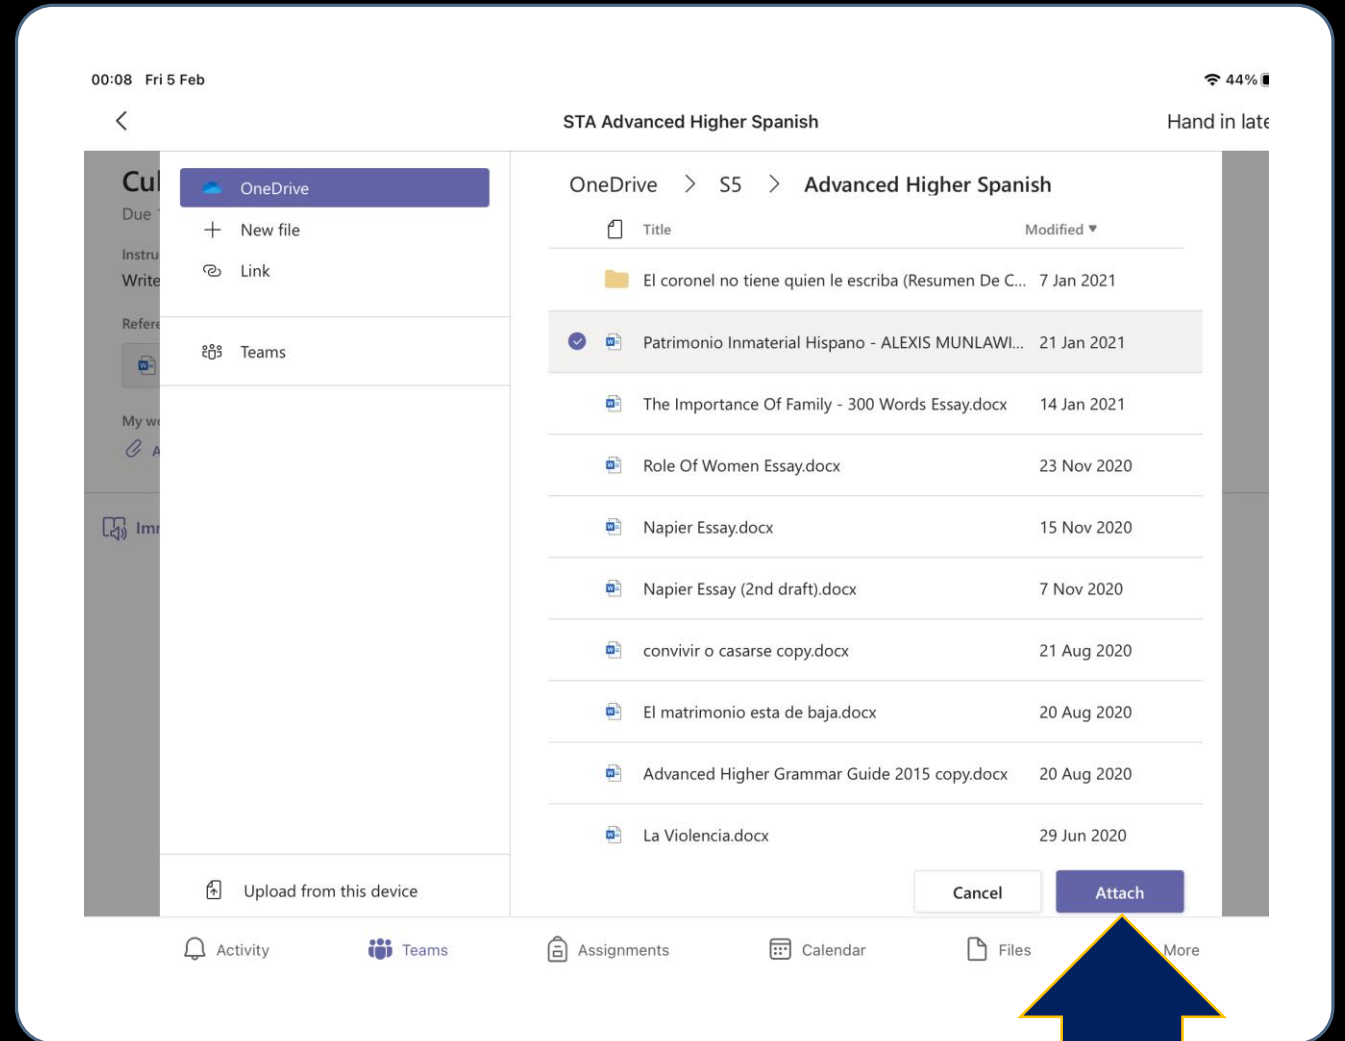 00:08 Fri 5 Feb 44%
STA Advanced Higher Spanish Hand in late
Cul
Due
Instru
Write
Refere
My wo
A
Imr
OneDrive
New file
Link
Teams
Upload from this device
OneDrive > S5 > Advanced Higher Spanish
Title Modified ▼
El coronel no tiene quien le escriba (Resumen De C... 7 Jan 2021
Patrimonio Inmaterial Hispano - ALEXIS MUNLAWI... 21 Jan 2021
The Importance Of Family - 300 Words Essay.docx 14 Jan 2021
Role Of Women Essay.docx 23 Nov 2020
Napier Essay.docx 15 Nov 2020
Napier Essay (2nd draft).docx 7 Nov 2020
convivir o casarse copy.docx 21 Aug 2020
El matrimonio esta de baja.docx 20 Aug 2020
Advanced Higher Grammar Guide 2015 copy.docx 20 Aug 2020
La Violencia.docx 29 Jun 2020
Cancel Attach
Activity Teams Assignments Calendar Files More